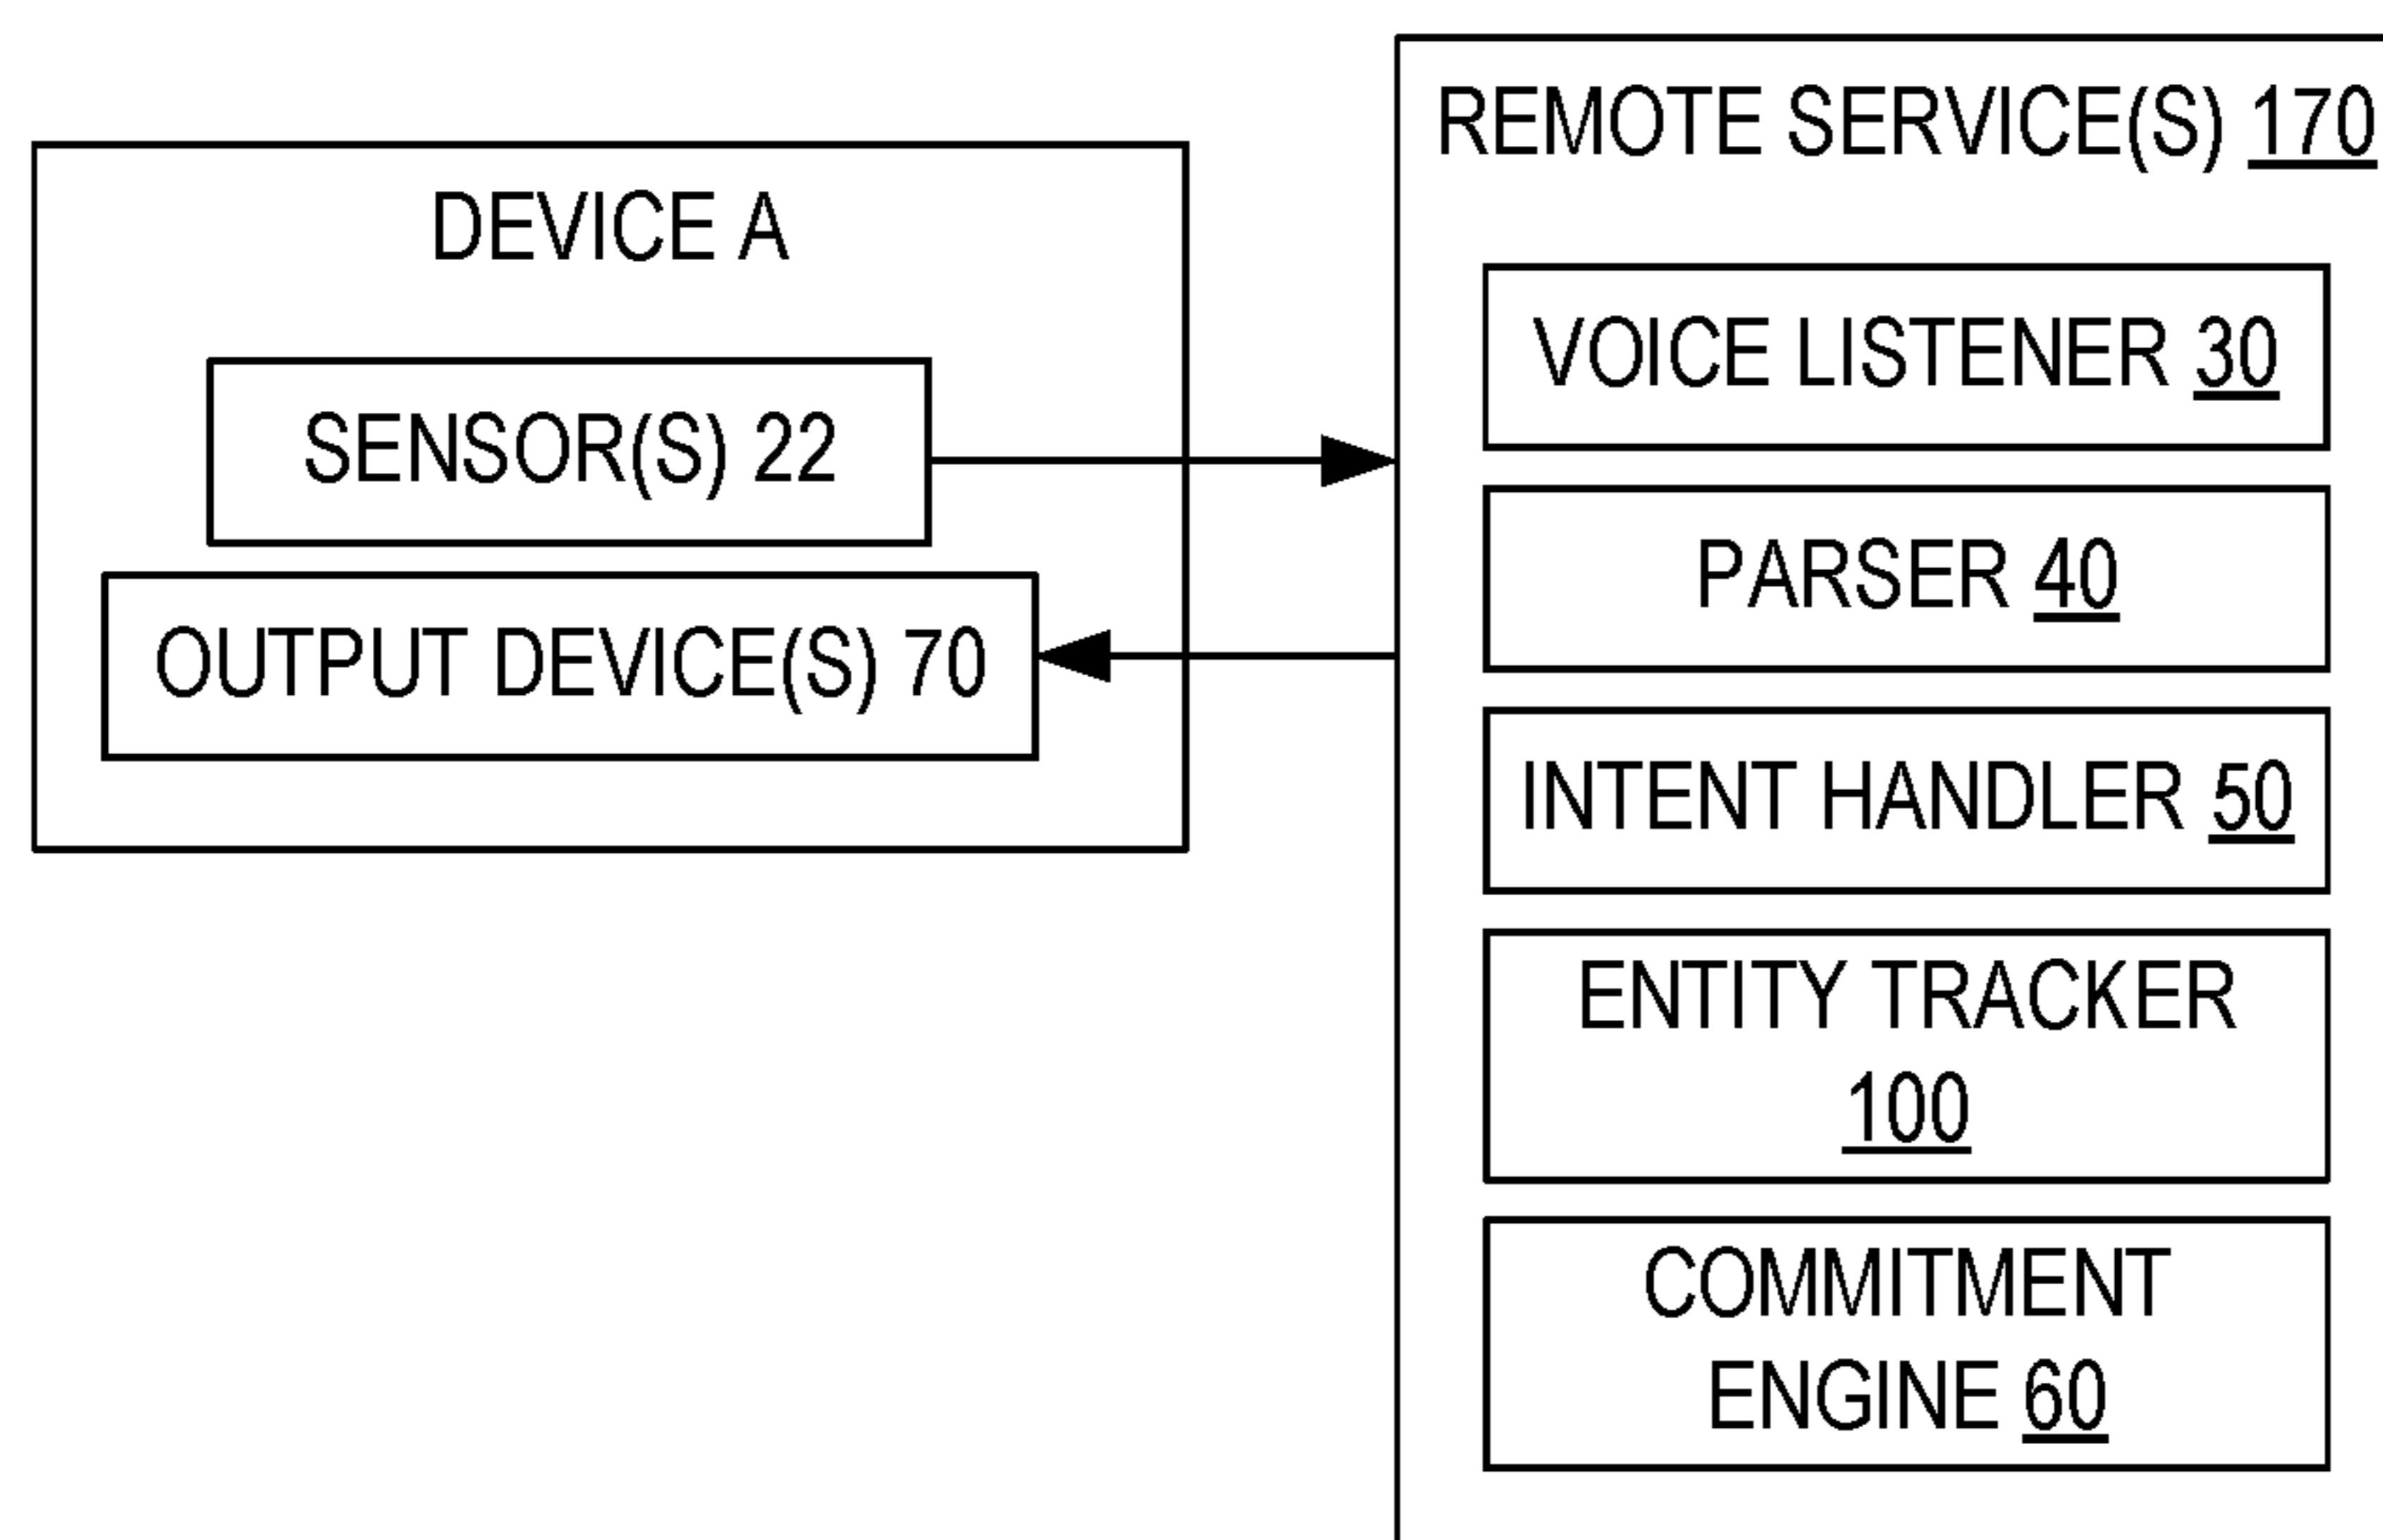 DEVICE A
SENSOR(S) 22
OUTPUT DEVICE(S) 70
REMOTE SERVICE(S) 170
VOICE LISTENER 30
PARSER 40
INTENT HANDLER 50
ENTITY TRACKER
100
COMMITMENT
ENGINE 60